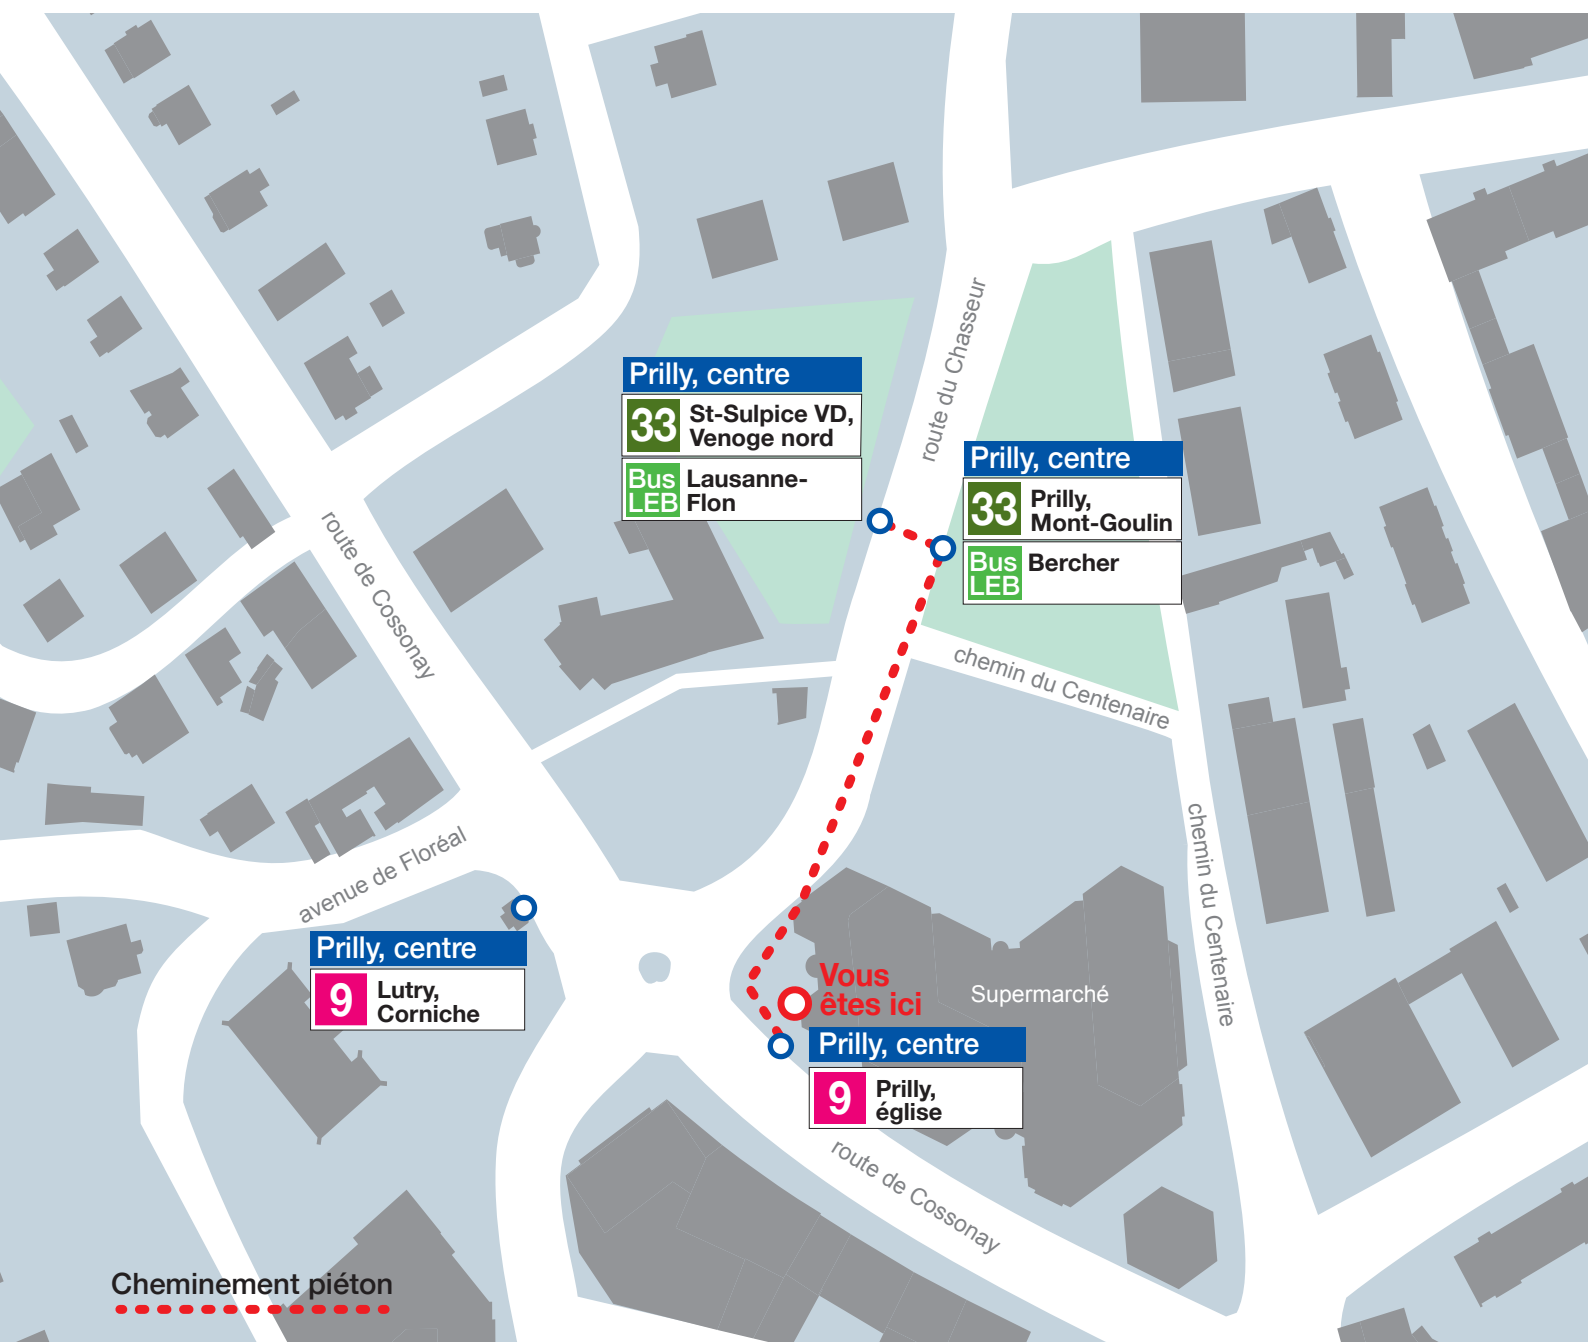 route du Chasseur
Prilly, centre
33 St-Sulpice VD,
Venoge nord
Bus
LEB
Lausanne-
Flon
Prilly, centre
33 Prilly,
Mont-Goulin
Bus
LEB
Bercher
route de Cossonay
chemin du Centenaire
avenue de Floréal
chemin du Centenaire
Prilly, centre
9 Lutry,
Corniche
Vous
êtes ici
Supermarché
Prilly, centre
9 Prilly,
église
route de Cossonay
Cheminement piéton